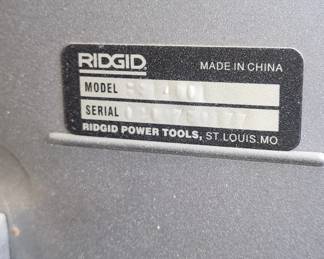 RIDGID
MADE IN CHINA
MODEL
SERIAL
RIDGID POWER TOOLS, ST. LOUIS. MO.